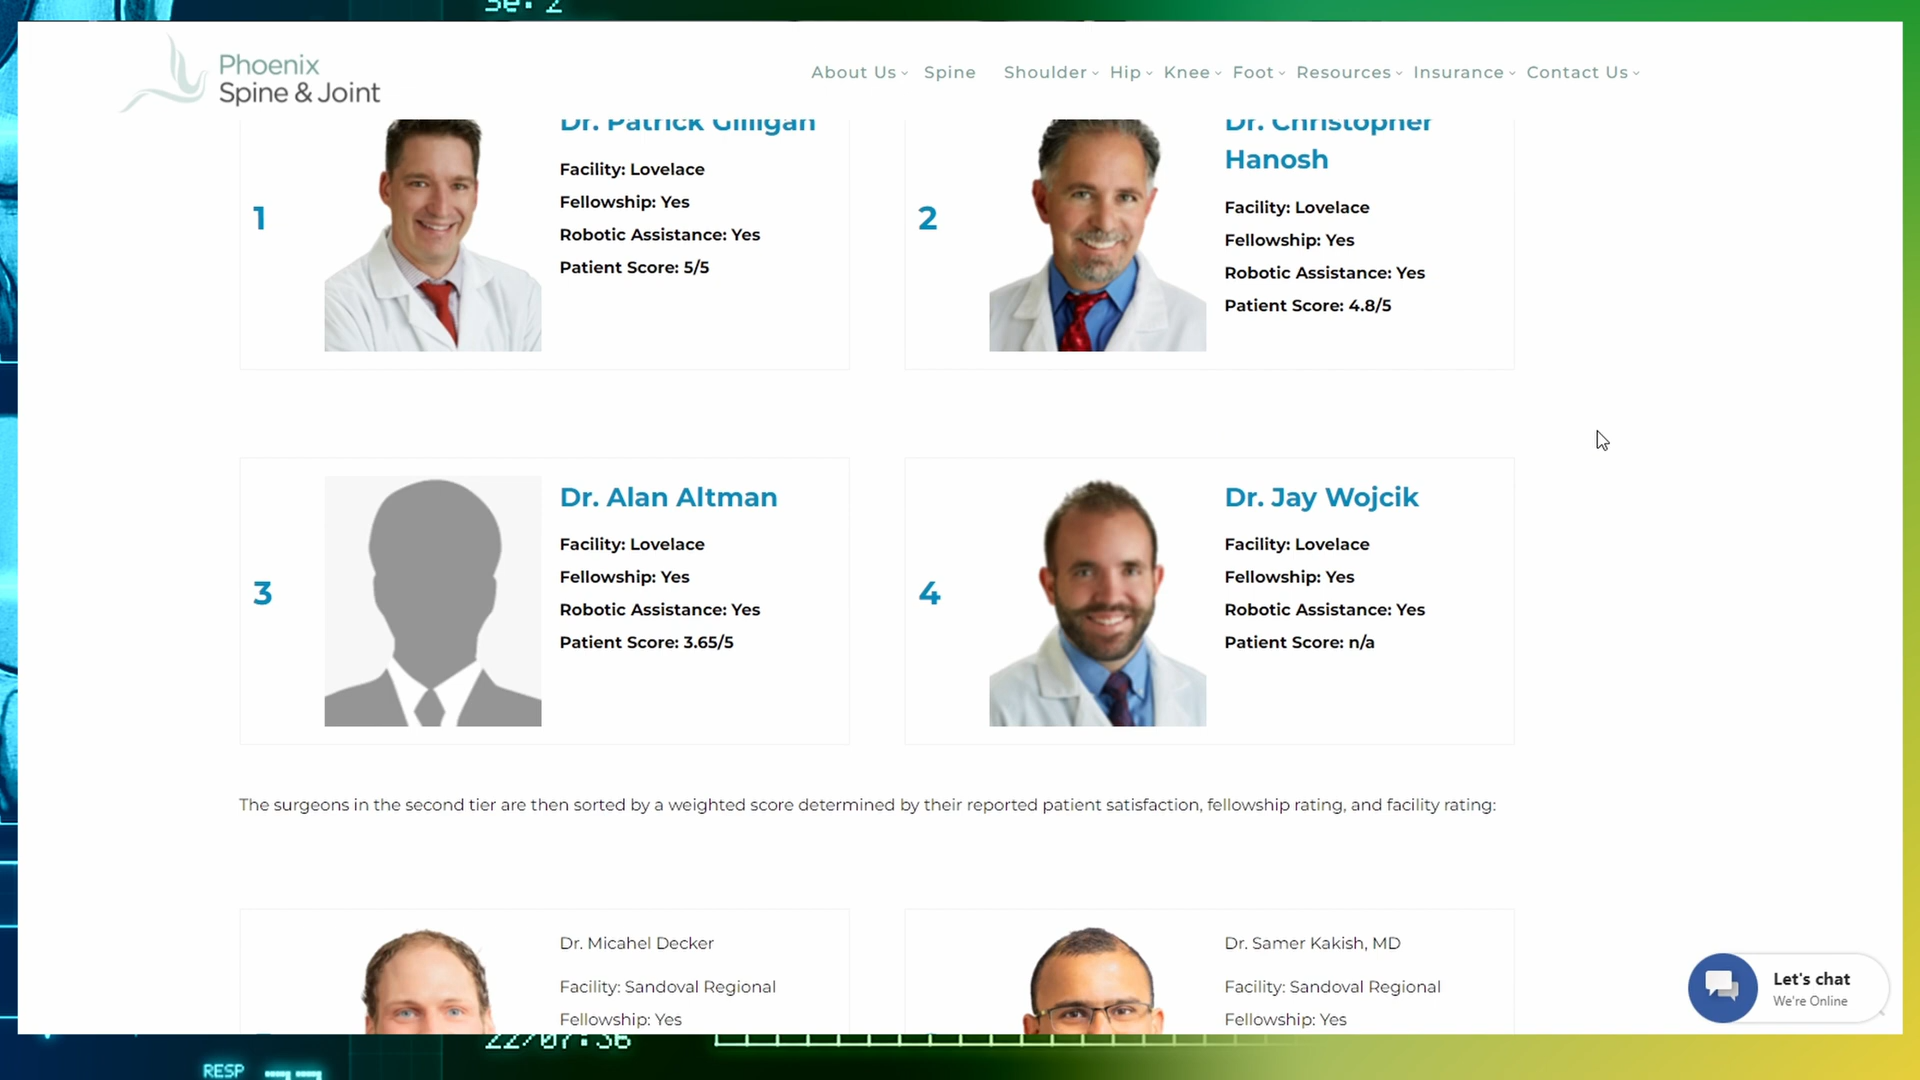 Phoenix
Spine & Joint
About Us Spine Shoulder Hip Knee Foot Resources Insurance Contact Us
1
Dr. Patrick Gilligan
Facility: Lovelace
Fellowship: Yes
Robotic Assistance: Yes
Patient Score: 5/5
2
Dr. Christopher
Hanosh
Facility: Lovelace
Fellowship: Yes
Robotic Assistance: Yes
Patient Score: 4.8/5
3
Dr. Alan Altman
Facility: Lovelace
Fellowship: Yes
Robotic Assistance: Yes
Patient Score: 3.65/5
4
Dr. Jay Wojcik
Facility: Lovelace
Fellowship: Yes
Robotic Assistance: Yes
Patient Score: n/a
The surgeons in the second tier are then sorted by a weighted score determined by their reported patient satisfaction, fellowship rating, and facility rating:
Dr. Micahel Decker
Facility: Sandoval Regional
Fellowship: Yes
Dr. Samer Kakish, MD
Facility: Sandoval Regional
Fellowship: Yes
Let's chat
We're Online
RESP